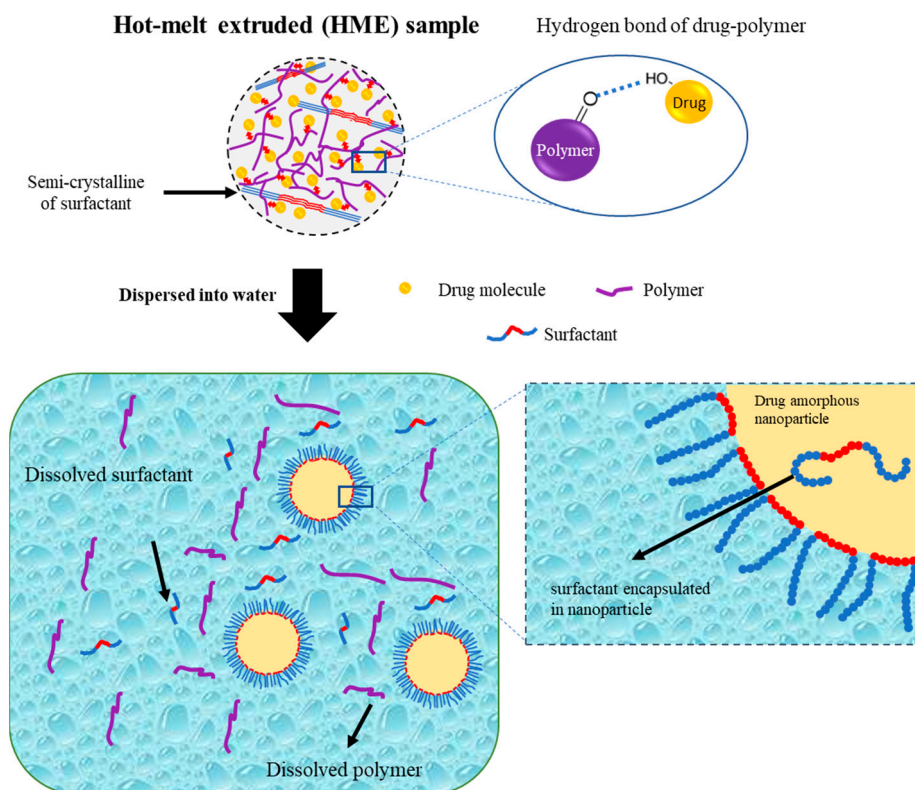 Hot-melt extruded (HME) sample
Hydrogen bond of drug-polymer
O
HO
Drug
Polymer
Semi-crystalline
of surfactant
Dispersed into water
Drug molecule
Polymer
Surfactant
Dissolved surfactant
Dissolved polymer
Drug amorphous
nanoparticle
surfactant encapsulated
in nanoparticle